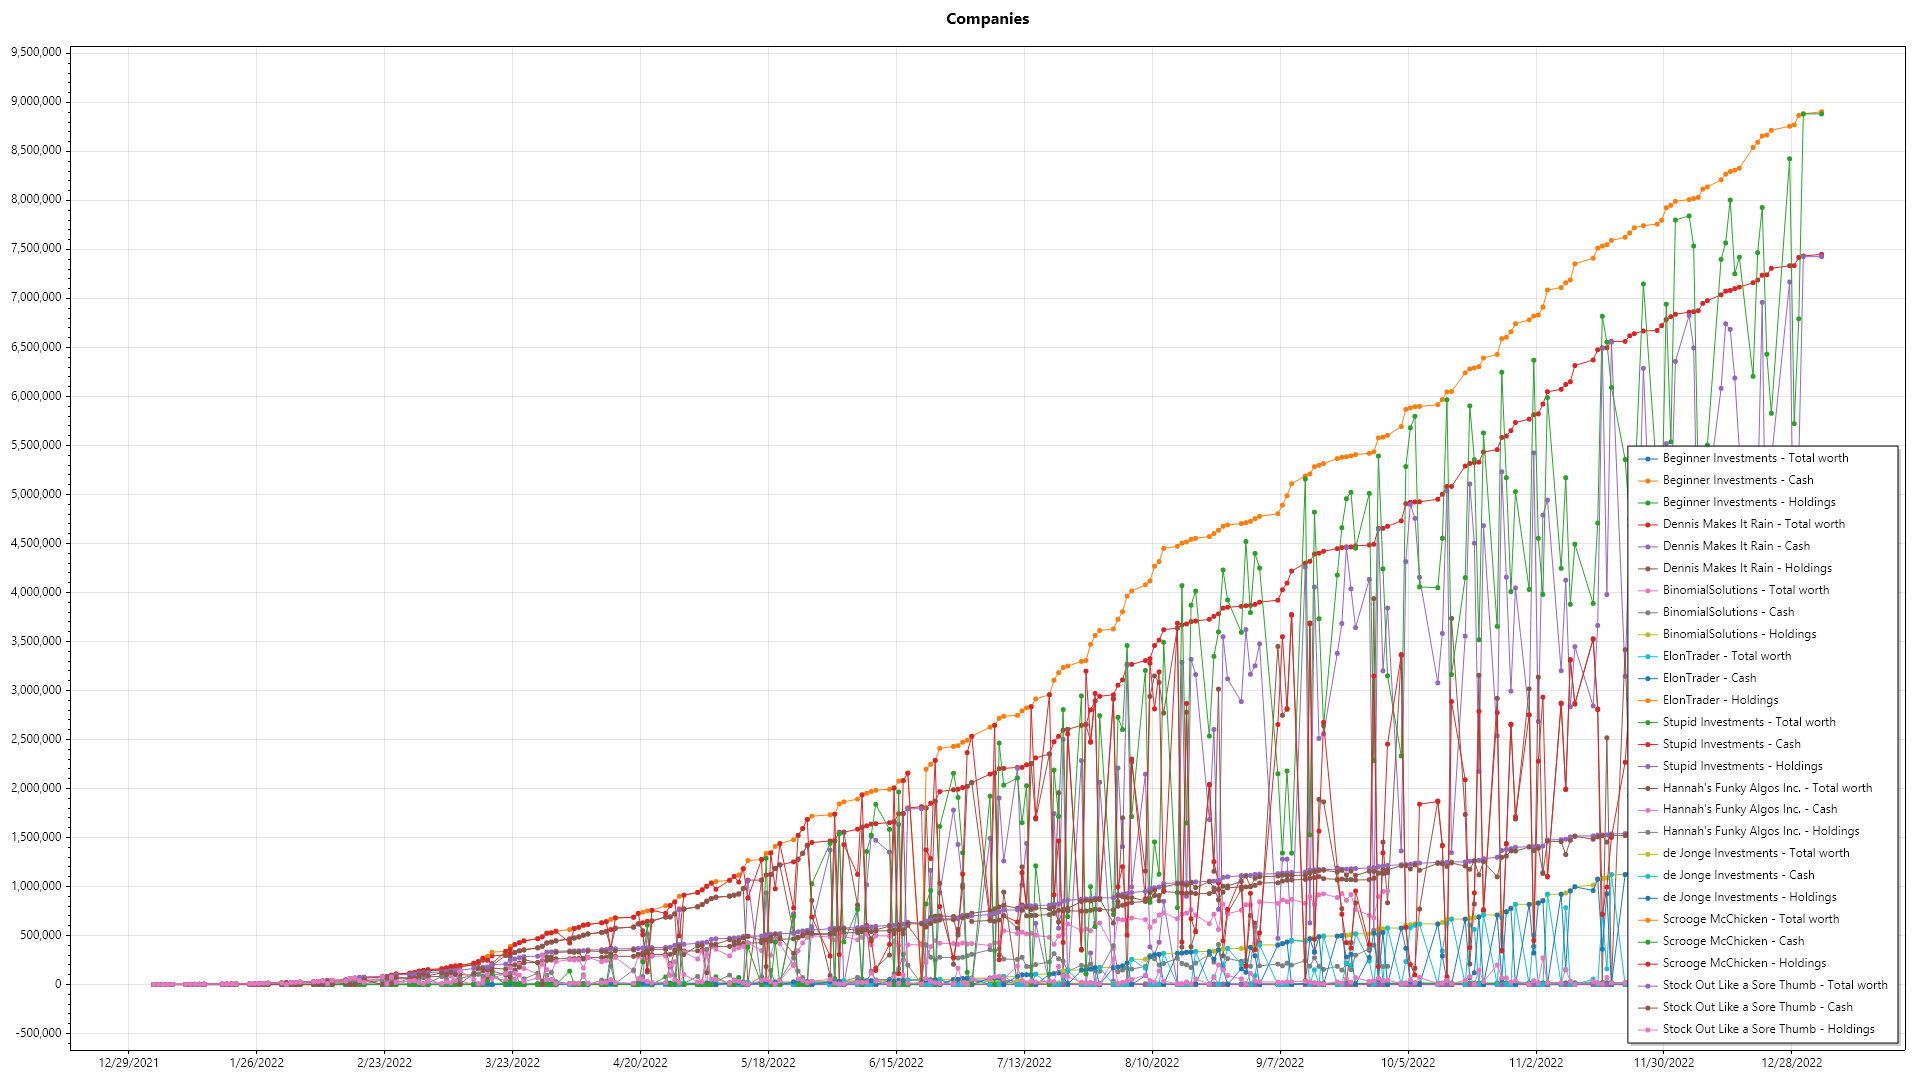 Companies
9,500,000
9,000,000
8,500,000
8,000,000
7,500,000
7,000,000
6,500,000
6,000,000
5,500,000
5,000,000
4,500,000
4,000,000
3,500,000
3,000,000
2,500,000
2,000,000
1,500,000
1,000,000
500,000
0
-500,000
12/29/2021 1/26/2022 2/23/2022 3/23/2022 4/20/2022 5/18/2022 6/15/2022 7/13/2022 8/10/2022 9/7/2022 10/5/2022 11/2/2022 11/30/2022 12/28/2022
Beginner Investments - Total worth
Beginner Investments - Cash
Beginner Investments - Holdings
Dennis Makes It Rain - Total worth
Dennis Makes It Rain - Cash
Dennis Makes It Rain - Holdings
BinomialSolutions - Total worth
BinomialSolutions - Cash
BinomialSolutions - Holdings
ElonTrader - Total worth
ElonTrader - Cash
ElonTrader - Holdings
Stupid Investments - Total worth
Stupid Investments - Cash
Stupid Investments - Holdings
Hannah's Funky Algos Inc. - Total worth
Hannah's Funky Algos Inc. - Cash
Hannah's Funky Algos Inc. - Holdings
de Jonge Investments - Total worth
de Jonge Investments - Cash
de Jonge Investments - Holdings
Scrooge McChicken - Total worth
Scrooge McChicken - Cash
Scrooge McChicken - Holdings
Stock Out Like a Sore Thumb - Total worth
Stock Out Like a Sore Thumb - Cash
Stock Out Like a Sore Thumb - Holdings